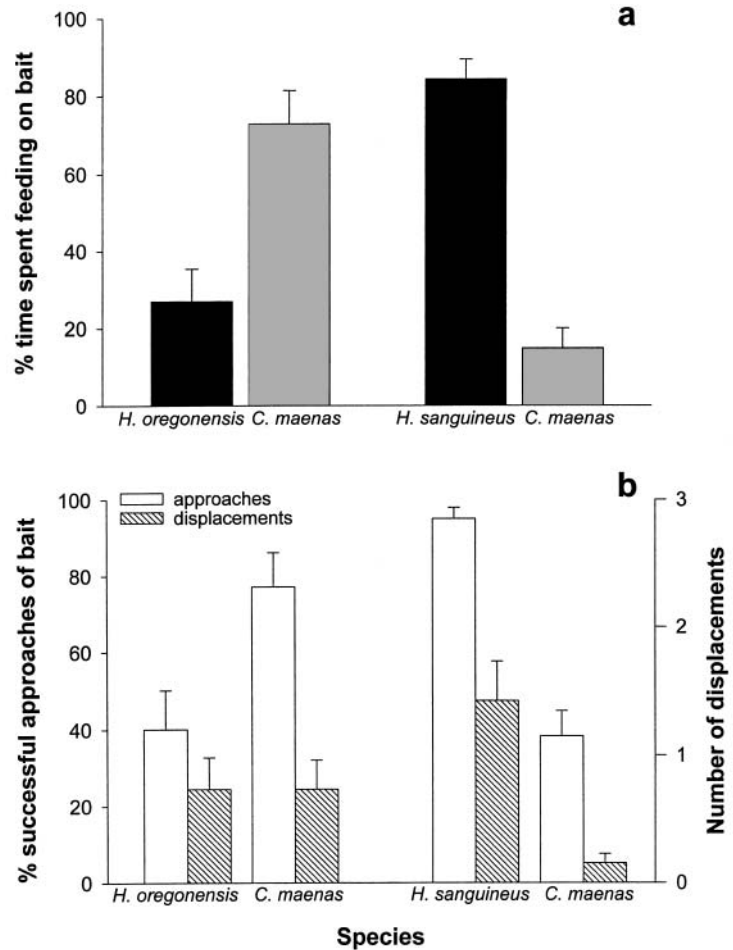 a
% time spent feeding on bait
100
80
60
40
20
0
H. oregonensis C. maenas H. sanguineus C. maenas
b
approaches
displacements
% successful approaches of bait
100
80
60
40
20
0
3
2
1
0
Number of displacements
H. oregonensis C. maenas H. sanguineus C. maenas
Species